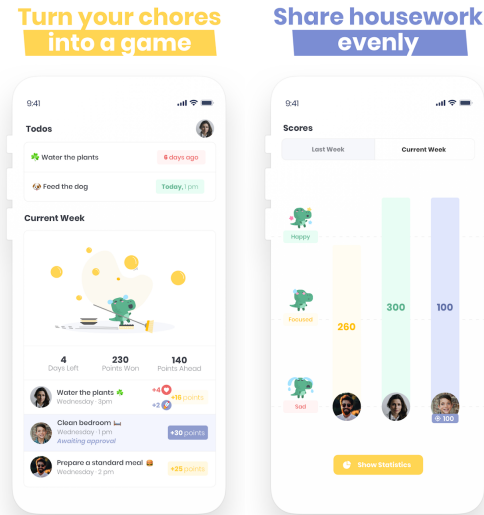 Turn your chores
into a game
9:41
Todos
☘️ Water the plants
6 days ago
🐶 Feed the dog
Today, 1 pm
Current Week
4
Days Left
230
Points Won
140
Points Ahead
Water the plants ☘️
Wednesday · 3pm
+4
+2
+16 points
Clean bedroom 🛏️
Wednesday · 1 pm
Awaiting approval
+30 points
Prepare a standard meal 🍔
Wednesday · 2 pm
+25 points
Share housework
evenly
9:41
Scores
Last Week
Current Week
Happy
Focused
Sad
260
300
100
100
Show Statistics